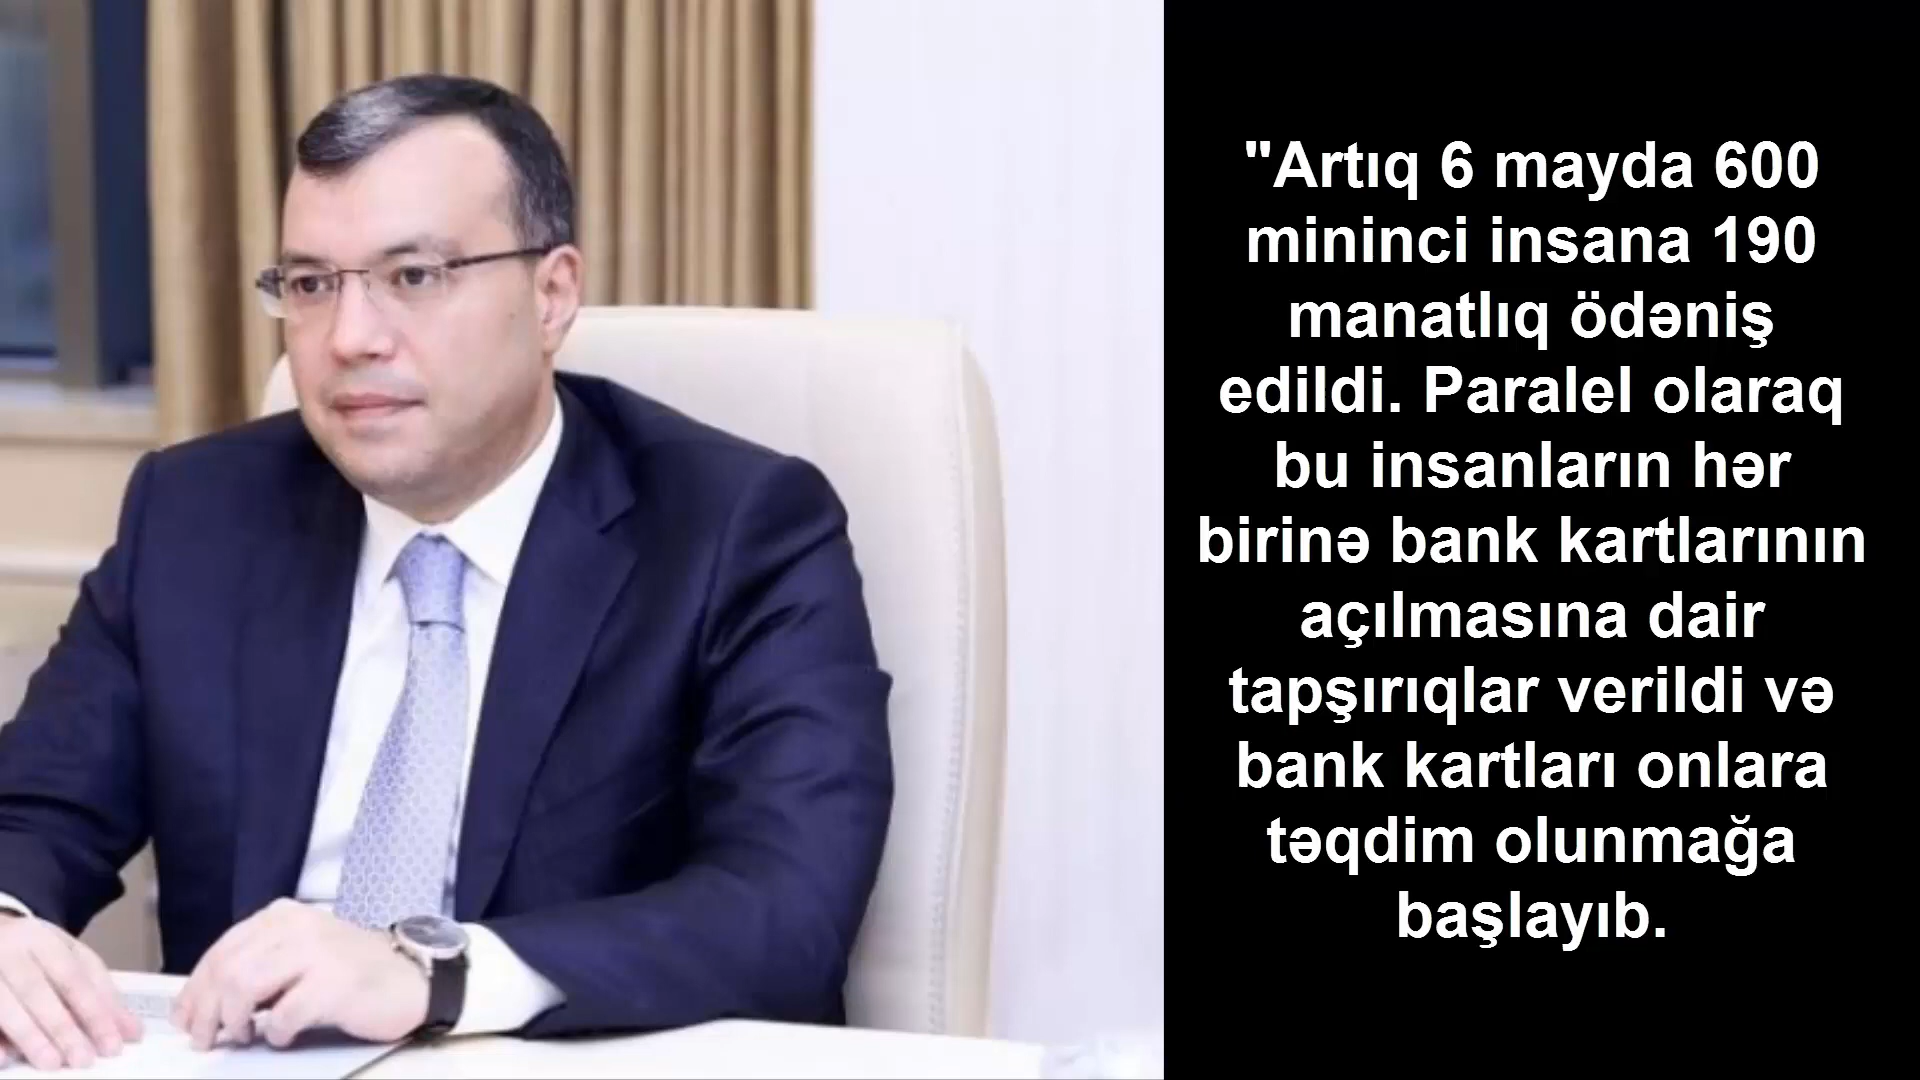 "Artıq 6 mayda 600
mininci insana 190
manatlıq ödəniş
edildi. Paralel olaraq
bu insanların hər
birinə bank kartlarının
açılmasına dair
tapşırıqlar verildi və
bank kartları onlara
təqdim olunmağa
başlayıb.